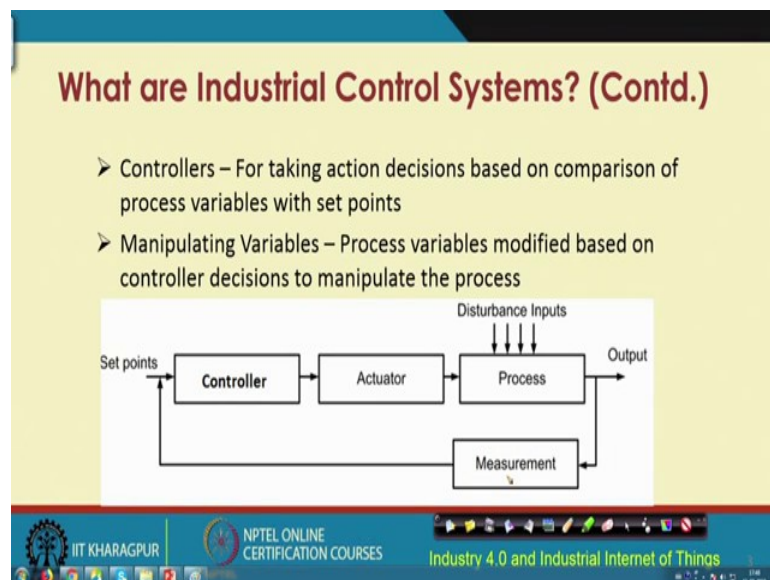 What are Industrial Control Systems? (Contd.)
➤ Controllers – For taking action decisions based on comparison of
process variables with set points
➤ Manipulating Variables – Process variables modified based on
controller decisions to manipulate the process
Disturbance Inputs
Set points
Controller
Actuator
Process
Output
Measurement
IIT KHARAGPUR
NPTEL ONLINE
CERTIFICATION COURSES
Industry 4.0 and Industrial Internet of Things